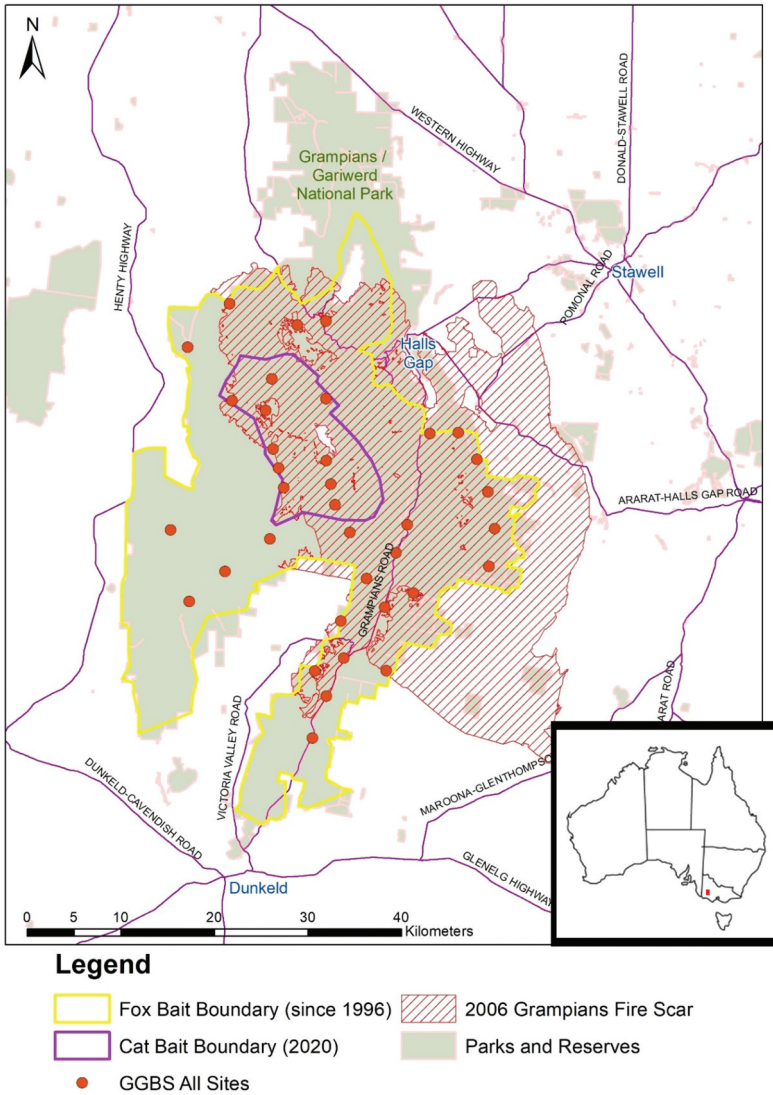 N
WESTERN HIGHWAY
DONALD-STAWELL ROAD
Grampians /
Gariwerd
National Park
HENTY HIGHWAY
POMONAL ROAD
Stawell
Halls
Gap
ARARAT-HALLS GAP ROAD
GRAMPIANS ROAD
VICTORIA VALLEY ROAD
ARAT ROAD
DUNKELD-CAVENDISH ROAD
MAROONA-GLENTHOMPSO
GLENELG HIGHWAY
Dunkeld
0 5 10 20 30 40
Kilometers
Legend
Fox Bait Boundary (since 1996)
2006 Grampians Fire Scar
Cat Bait Boundary (2020)
Parks and Reserves
GGBS All Sites